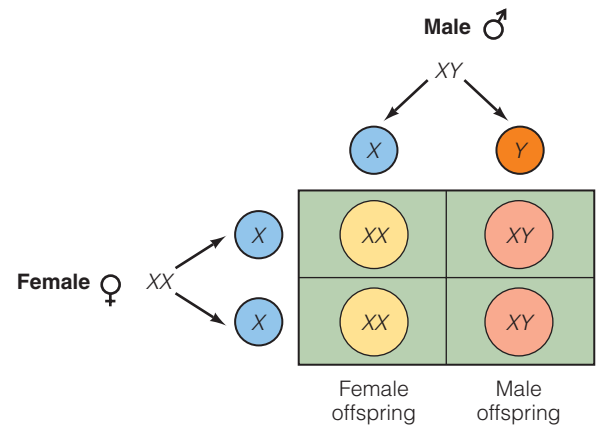 Male ♂
XY
X Y
X XX XY
Female ♀ XX
X XX XY
Female offspring
Male offspring